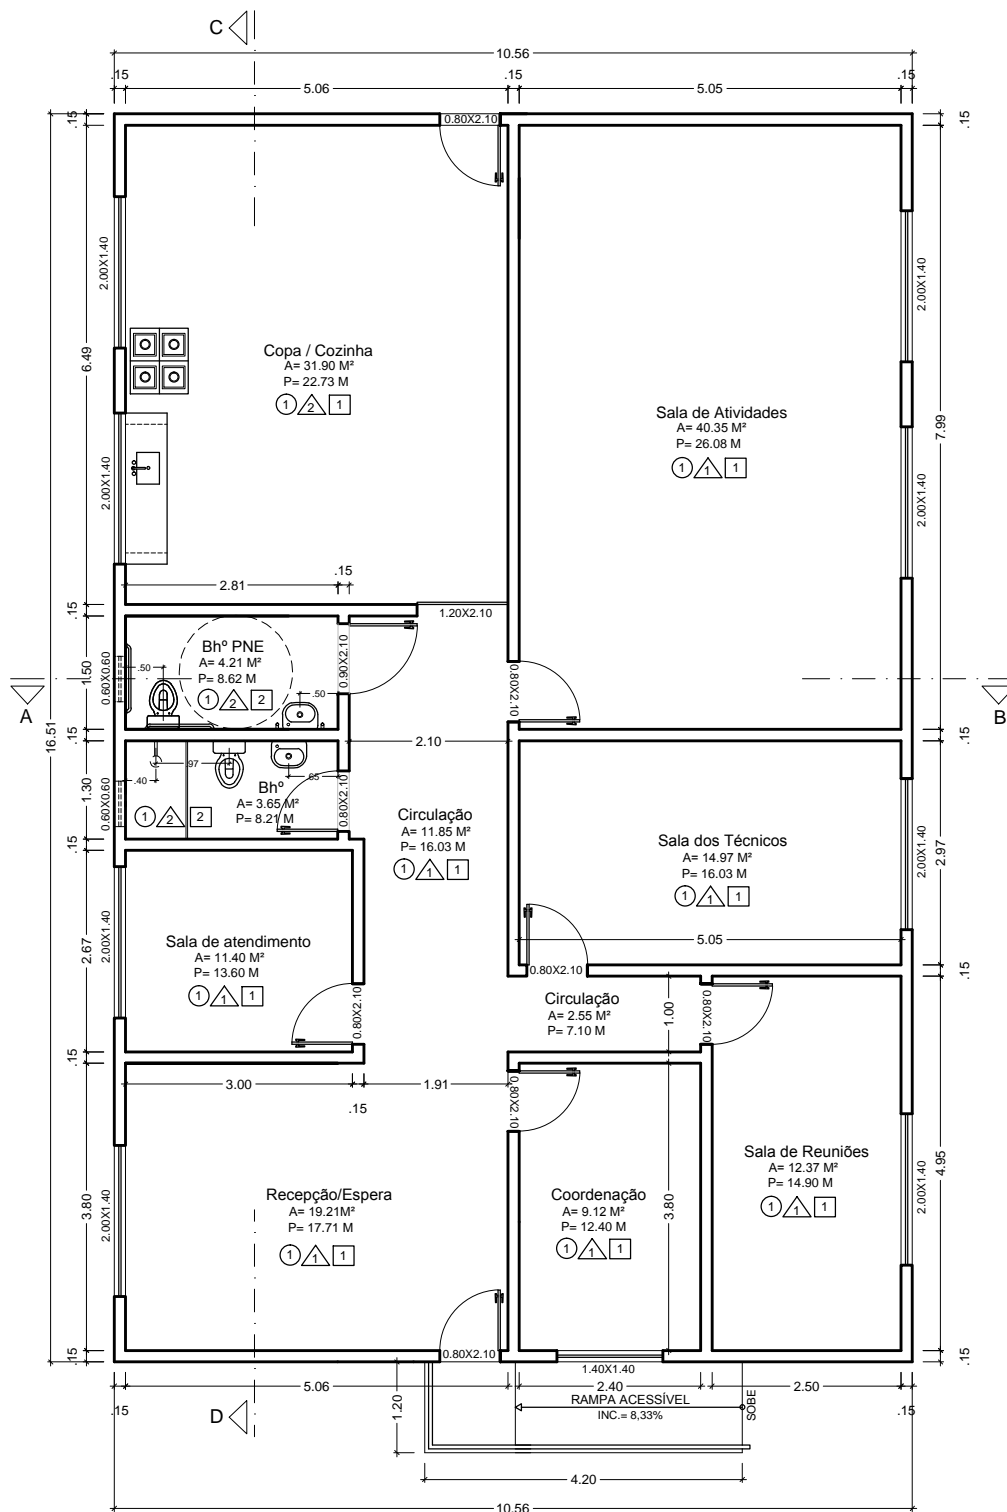 C
10.56
.15
5.06
.15
5.05
.15
.15
0.80X2.10
.15
2.00X1.40
2.00X1.40
6.49
Copa / Cozinha
A= 31.90 M²
P= 22.73 M
1 2 1
Sala de Atividades
A= 40.35 M²
P= 26.08 M
1 1 1
7.99
2.00X1.40
2.00X1.40
2.81
.15
.15
1.20X2.10
Bhº PNE
A= 4.21 M²
P= 8.62 M
1 2 2
.50
.50
1.50
0.60X0.60
0.90X2.10
0.80X2.10
A
B
16.51
.15
2.10
.15
.97
.65
.40
Bhº
A= 3.65 M²
P= 8.21 M
1 2 2
1.30
0.60X0.60
0.80X2.10
Circulação
A= 11.85 M²
P= 16.03 M
1 1 1
Sala dos Técnicos
A= 14.97 M²
P= 16.03 M
1 1 1
2.00X1.40
2.97
.15
Sala de atendimento
A= 11.40 M²
P= 13.60 M
1 1 1
2.00X1.40
2.67
5.05
0.80X2.10
.15
0.80X2.10
Circulação
A= 2.55 M²
P= 7.10 M
1.00
0.80X2.10
.15
3.00
1.91
.15
0.80X2.10
Sala de Reuniões
A= 12.37 M²
P= 14.90 M
1 1 1
2.00X1.40
4.95
Recepção/Espera
A= 19.21M²
P= 17.71 M
1 1 1
2.00X1.40
3.80
Coordenação
A= 9.12 M²
P= 12.40 M
1 1 1
3.80
.15
0.80X2.10
1.40X1.40
.15
5.06
2.40
2.50
.15
.15
D
1.20
RAMPA ACESSÍVEL
INC.= 8,33%
SOBE
4.20
10.56